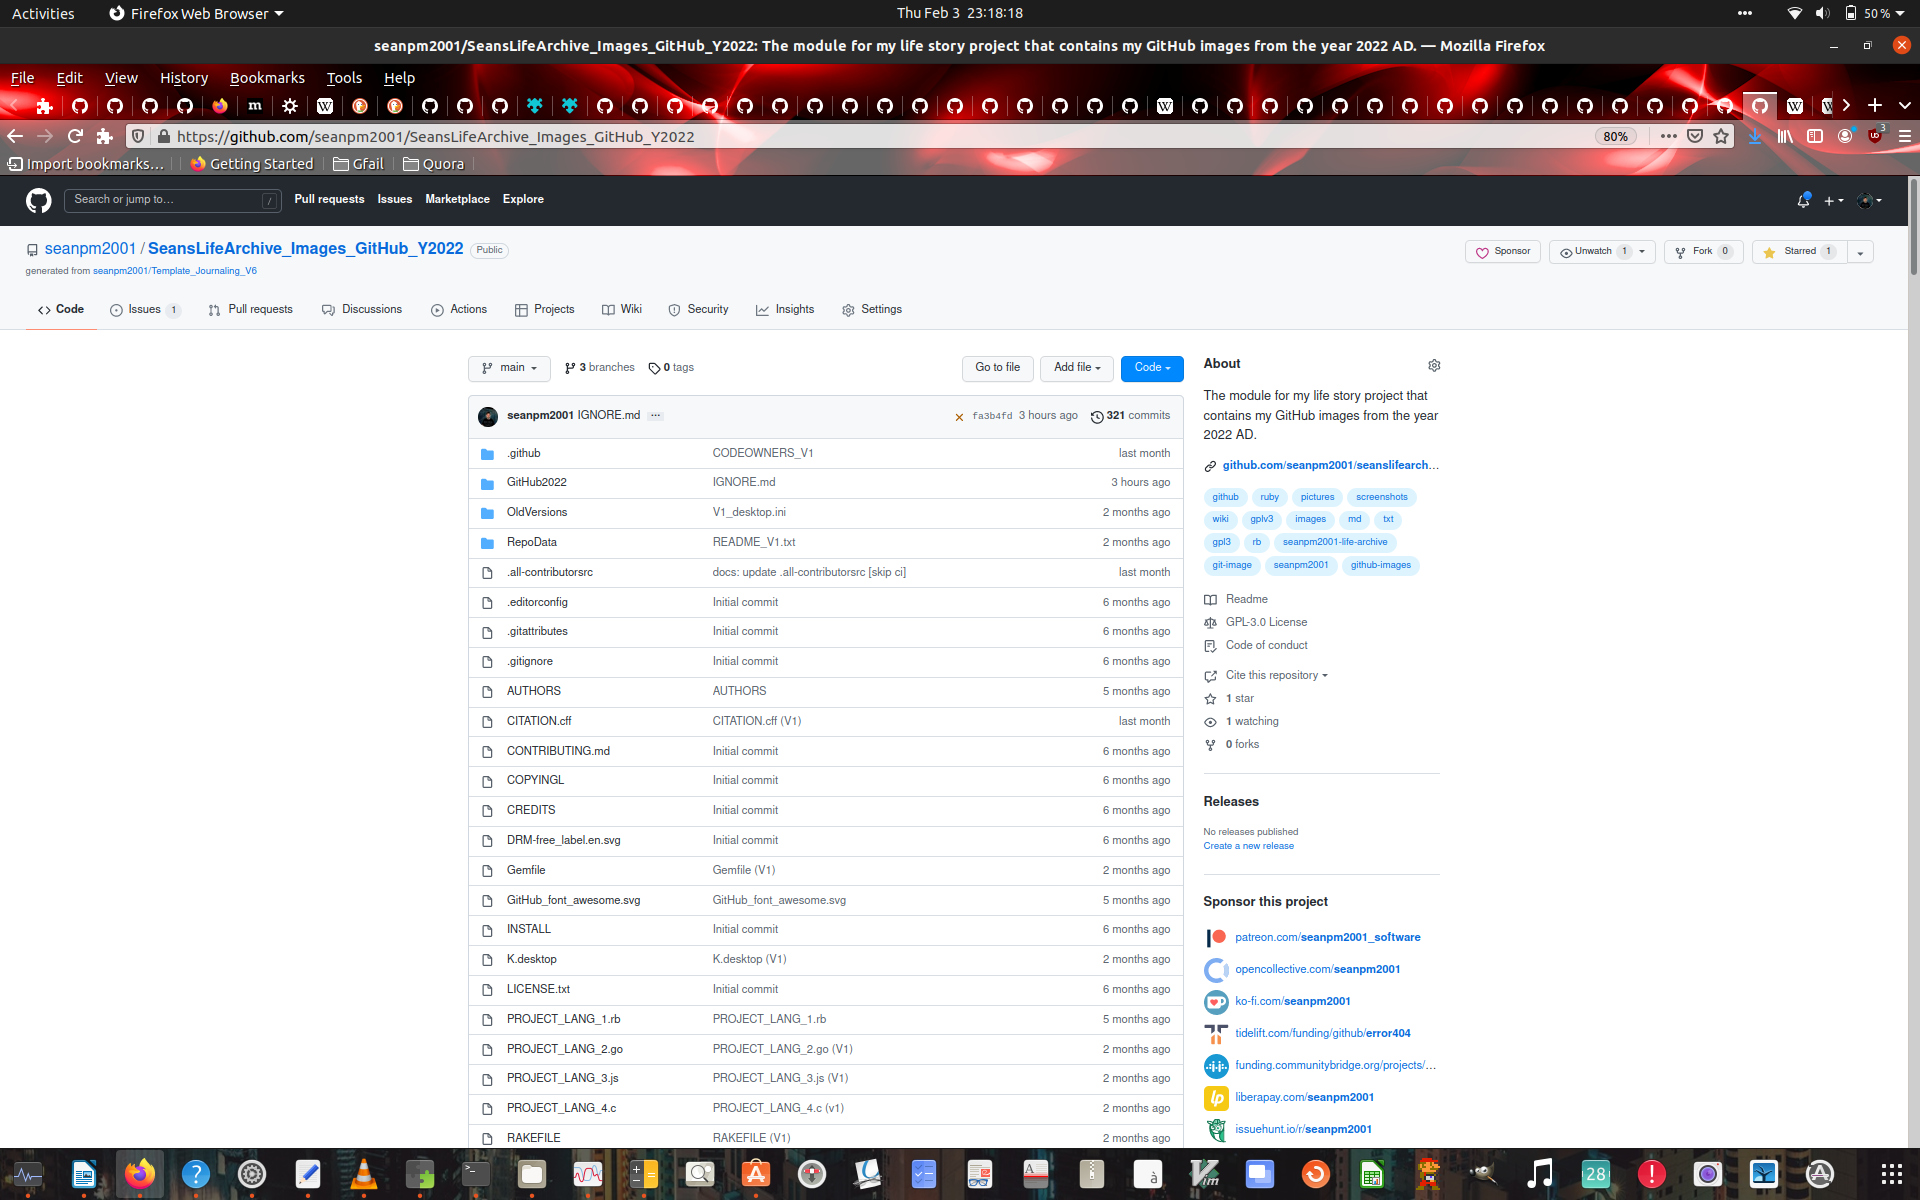 Activities Firefox Web Browser Thu Feb 3 23:18:18 50 %
seanpm2001/SeansLifeArchive_Images_GitHub_Y2022: The module for my life story project that contains my GitHub images from the year 2022 AD. — Mozilla Firefox
File Edit View History Bookmarks Tools Help
https://github.com/seanpm2001/SeansLifeArchive_Images_GitHub_Y2022 80% 3
Import bookmarks... Getting Started Gfail Quora
Search or jump to... / Pull requests Issues Marketplace Explore
seanpm2001 / SeansLifeArchive_Images_GitHub_Y2022 Public Sponsor Unwatch 1 Fork 0 Starred 1
generated from seanpm2001/Template_Journaling_V6
Code Issues 1 Pull requests Discussions Actions Projects Wiki Security Insights Settings
main 3 branches 0 tags Go to file Add file Code
seanpm2001 IGNORE.md ... fa3b4fd 3 hours ago 321 commits
.github CODEOWNERS_V1 last month
GitHub2022 IGNORE.md 3 hours ago
OldVersions V1_desktop.ini 2 months ago
RepoData README_V1.txt 2 months ago
.all-contributorsrc docs: update .all-contributorsrc [skip ci] last month
.editorconfig Initial commit 6 months ago
.gitattributes Initial commit 6 months ago
.gitignore Initial commit 6 months ago
AUTHORS AUTHORS 5 months ago
CITATION.cff CITATION.cff (V1) last month
CONTRIBUTING.md Initial commit 6 months ago
COPYINGL Initial commit 6 months ago
CREDITS Initial commit 6 months ago
DRM-free_label.en.svg Initial commit 6 months ago
Gemfile Gemfile (V1) 2 months ago
GitHub_font_awesome.svg GitHub_font_awesome.svg 5 months ago
INSTALL Initial commit 6 months ago
K.desktop K.desktop (V1) 2 months ago
LICENSE.txt Initial commit 6 months ago
PROJECT_LANG_1.rb PROJECT_LANG_1.rb 5 months ago
PROJECT_LANG_2.go PROJECT_LANG_2.go (V1) 2 months ago
PROJECT_LANG_3.js PROJECT_LANG_3.js (V1) 2 months ago
PROJECT_LANG_4.c PROJECT_LANG_4.c (v1) 2 months ago
RAKEFILE RAKEFILE (V1) 2 months ago
About
The module for my life story project that
contains my GitHub images from the year
2022 AD.
github.com/seanpm2001/seanslifearch...
github ruby pictures screenshots
wiki gplv3 images md txt
gpl3 rb seanpm2001-life-archive
git-image seanpm2001 github-images
Readme
GPL-3.0 License
Code of conduct
Cite this repository
1 star
1 watching
0 forks
Releases
No releases published
Create a new release
Sponsor this project
patreon.com/seanpm2001_software
opencollective.com/seanpm2001
ko-fi.com/seanpm2001
tidelift.com/funding/github/error404
funding.communitybridge.org/projects/...
liberapay.com/seanpm2001
issuehunt.io/r/seanpm2001
28